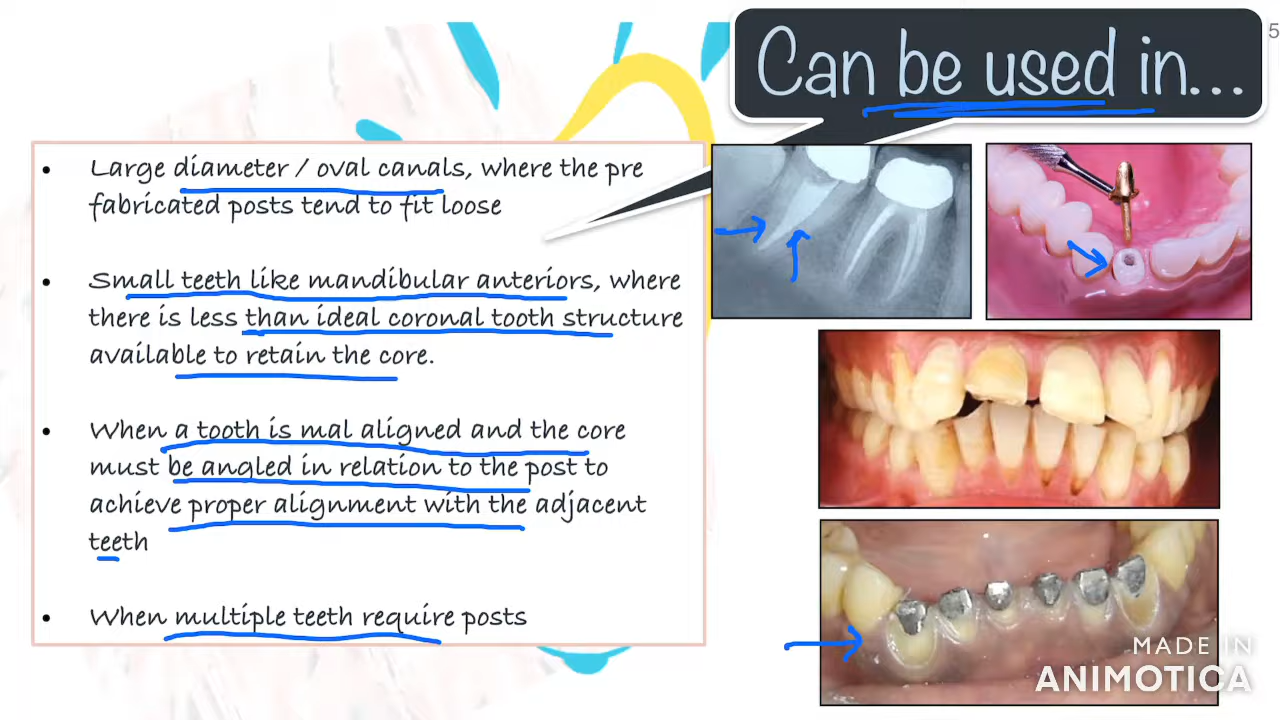 5
Can be used in...
• Large diameter / oval canals, where the pre
fabricated posts tend to fit loose
• Small teeth like mandibular anteriors, where
there is less than ideal coronal tooth structure
available to retain the core.
• When a tooth is mal aligned and the core
must be angled in relation to the post to
achieve proper alignment with the adjacent
teeth
• When multiple teeth require posts
MADE IN
ANIMOTICA